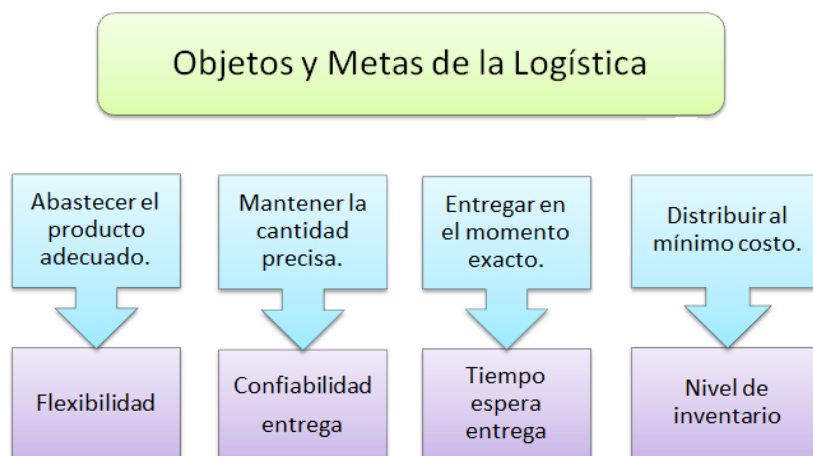 Objetos y Metas de la Logística
Abastecer el
producto
adecuado.
Mantener la
cantidad
precisa.
Entregar en
el momento
exacto.
Distribuir al
mínimo costo.
Flexibilidad
Confiabilidad
entrega
Tiempo
espera
entrega
Nivel de
inventario